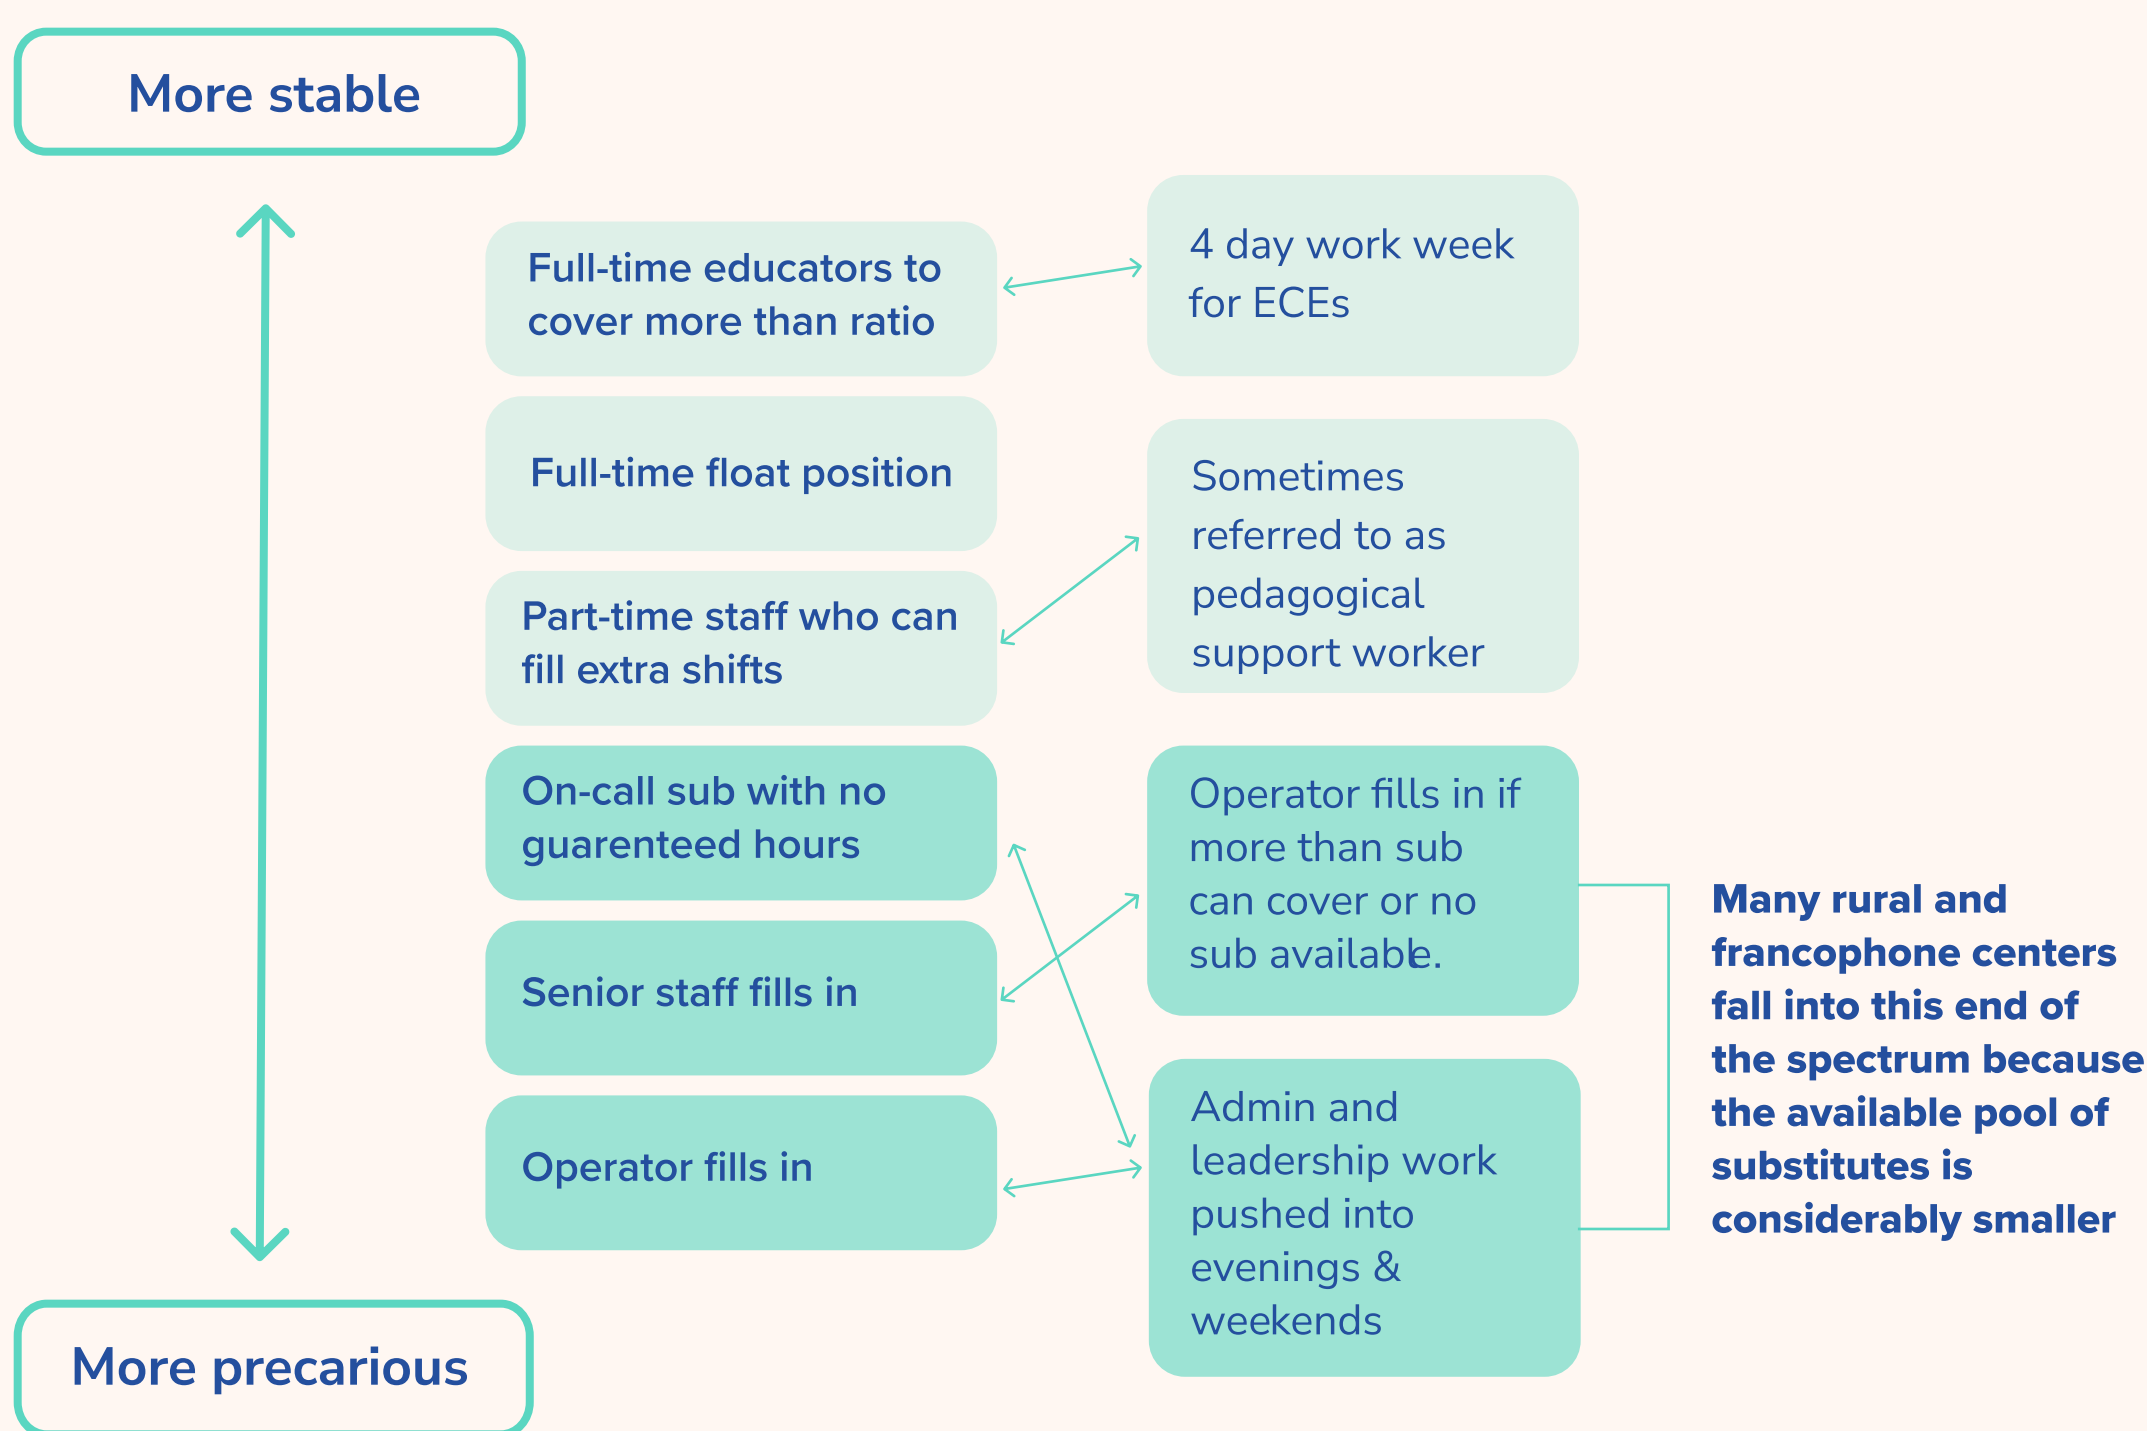 More stable
Full-time educators to
cover more than ratio
4 day work week
for ECEs
Full-time float position
Sometimes
referred to as
pedagogical
support worker
Part-time staff who can
fill extra shifts
On-call sub with no
guarenteed hours
Operator fills in if
more than sub
can cover or no
sub available.
Senior staff fills in
Operator fills in
Admin and
leadership work
pushed into
evenings &
weekends
Many rural and
francophone centers
fall into this end of
the spectrum because
the available pool of
substitutes is
considerably smaller
More precarious